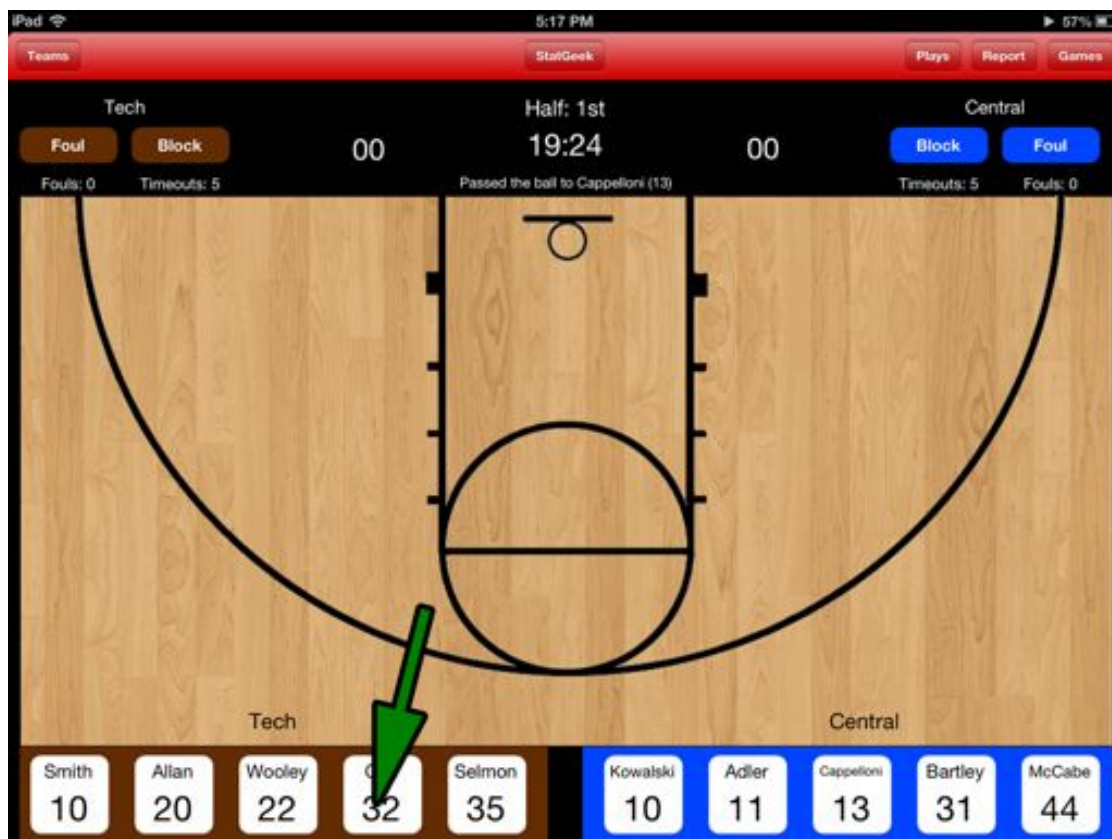 iPad 5:17 PM 57%
Teams StatGeek Plays Report Games
Tech Half: 1st Central
Foul Block 00 19:24 00 Block Foul
Fouls: 0 Timeouts: 5 Passed the ball to Cappelloni (13) Timeouts: 5 Fouls: 0
Tech Central
Smith Allan Wooley Selmon Kowalski Adler Cappelloni Bartley McCabe
10 20 22 32 35 10 11 13 31 44